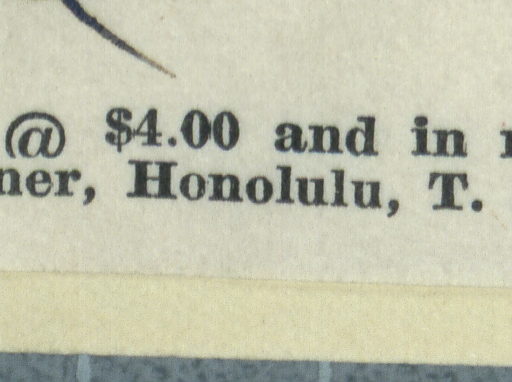 @ $4.00 and in
ner, Honolulu, T.